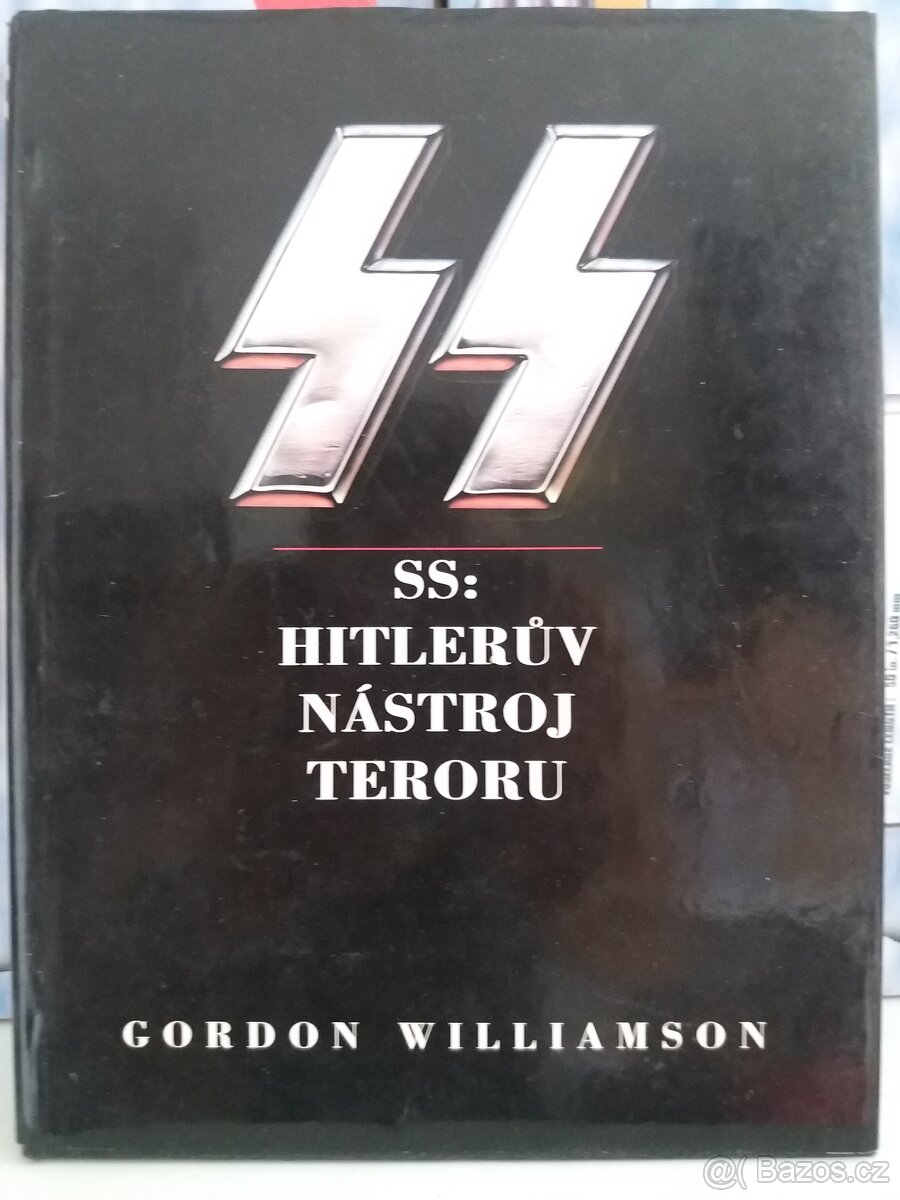 SS:
HITLERŮV
NÁSTROJ
TERORU
GORDON WILLIAMSON
@( Bazos.cz